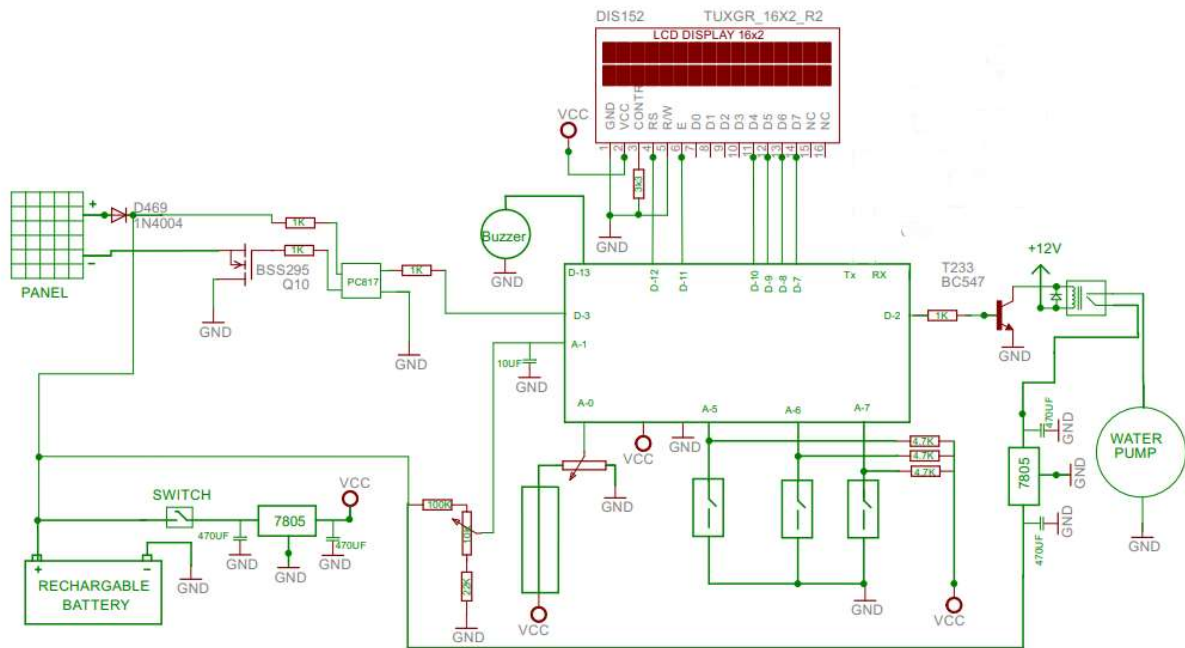 DIS152
TUXGR_16X2_R2
LCD DISPLAY 16x2
VCC
GND
VCC
CONTR
RS
R/W
E
D0
D1
D2
D3
D4
D5
D6
D7
NC
NC
1
2
3
4
5
6
7
8
9
10
11
12
13
14
15
16
3k3
GND
+
D469
1N4004
1K
Buzzer
GND
−
1K
BSS295
Q10
PC817
1K
PANEL
GND
GND
D-13
D-12
D-11
D-10
D-9
D-8
D-7
Tx
RX
D-3
A-1
A-0
D-2
A-5
A-6
A-7
10UF
GND
T233
BC547
+12V
1K
GND
VCC
GND
4.7K
4.7K
4.7K
470UF
GND
7805
GND
470UF
GND
WATER
PUMP
GND
SWITCH
VCC
470UF
7805
470UF
GND
GND
GND
+
−
GND
RECHARGABLE
BATTERY
100K
10K
22K
GND
GND
VCC
GND
VCC